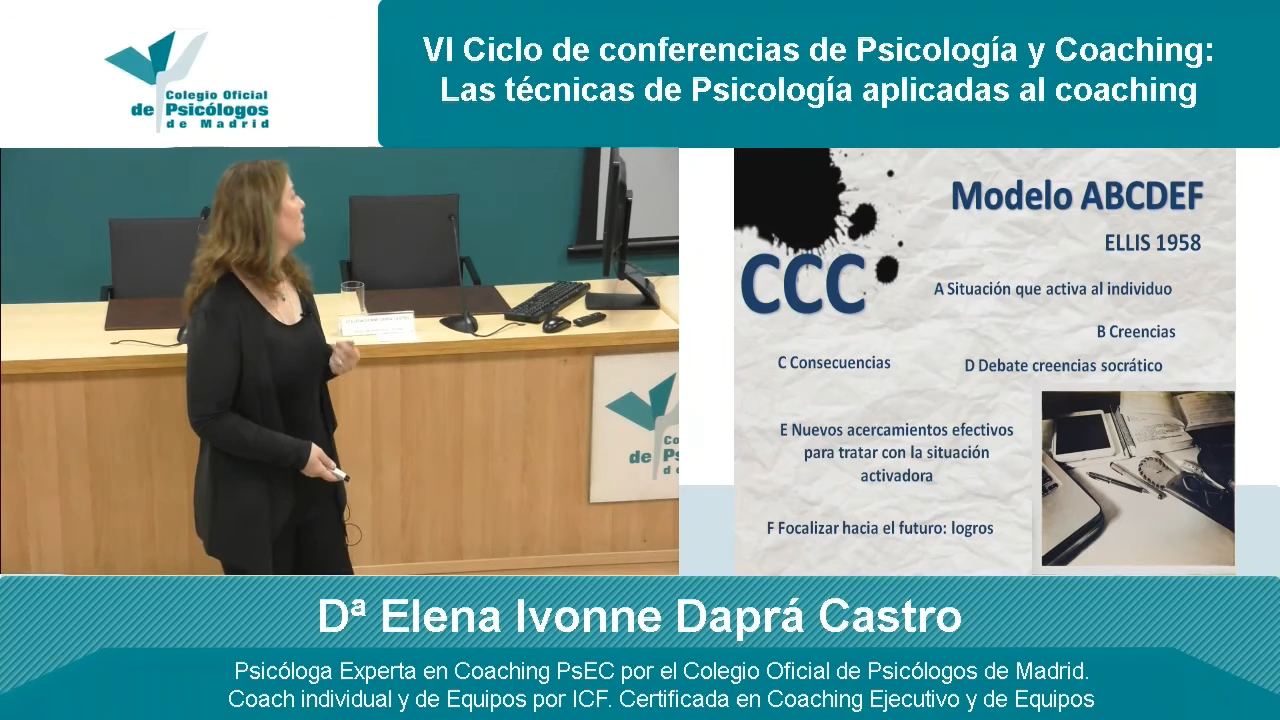 Colegio Oficial
de Psicólogos
de Madrid
VI Ciclo de conferencias de Psicología y Coaching:
Las técnicas de Psicología aplicadas al coaching
Modelo ABCDEF
ELLIS 1958
CCC
A Situación que activa al individuo
B Creencias
C Consecuencias
D Debate creencias socrático
E Nuevos acercamientos efectivos
para tratar con la situación
activadora
F Focalizar hacia el futuro: logros
Dª Elena Ivonne Daprá Castro
Psicóloga Experta en Coaching PsEC por el Colegio Oficial de Psicólogos de Madrid.
Coach individual y de Equipos por ICF. Certificada en Coaching Ejecutivo y de Equipos